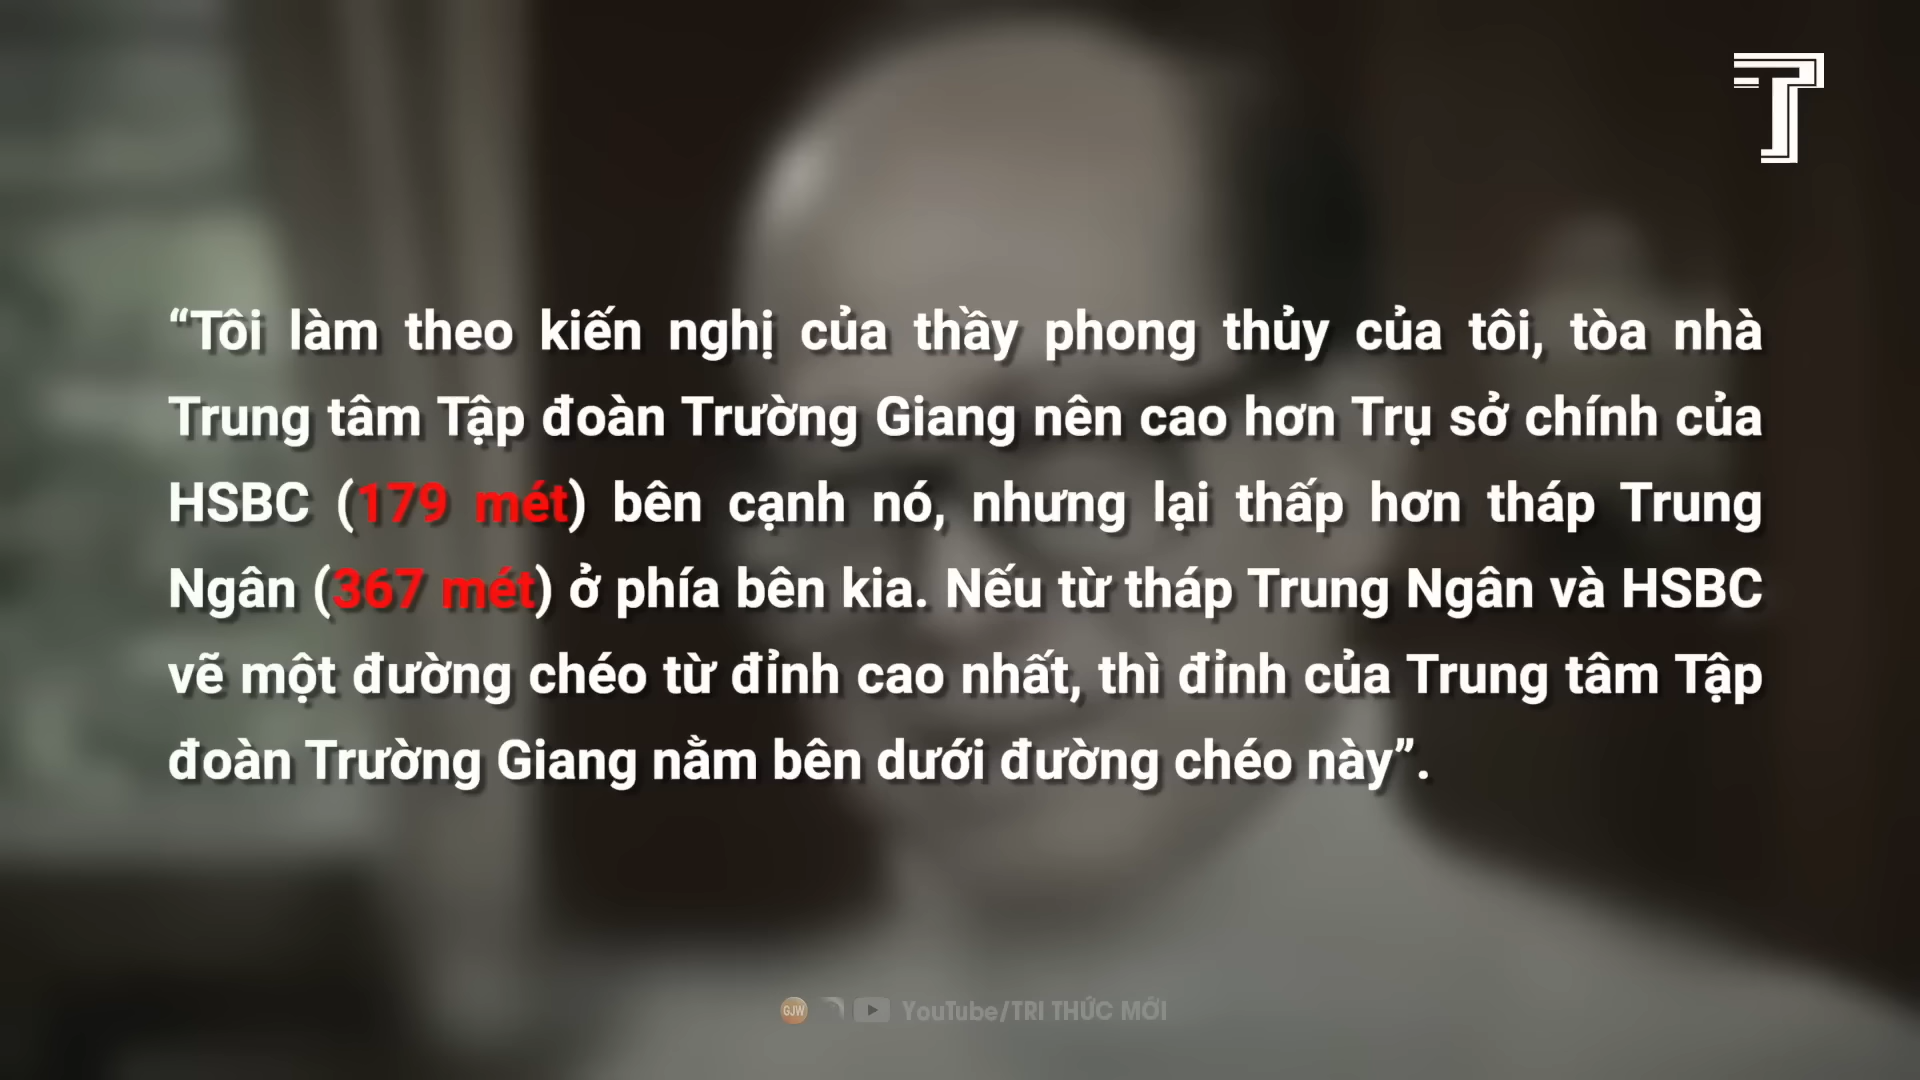 “Tôi làm theo kiến nghị của thầy phong thủy của tôi, tòa nhà
Trung tâm Tập đoàn Trường Giang nên cao hơn Trụ sở chính của
HSBC (179 mét) bên cạnh nó, nhưng lại thấp hơn tháp Trung
Ngân (367 mét) ở phía bên kia. Nếu từ tháp Trung Ngân và HSBC
vẽ một đường chéo từ đỉnh cao nhất, thì đỉnh của Trung tâm Tập
đoàn Trường Giang nằm bên dưới đường chéo này”.
GJW YouTube/TRI THỨC MỚI